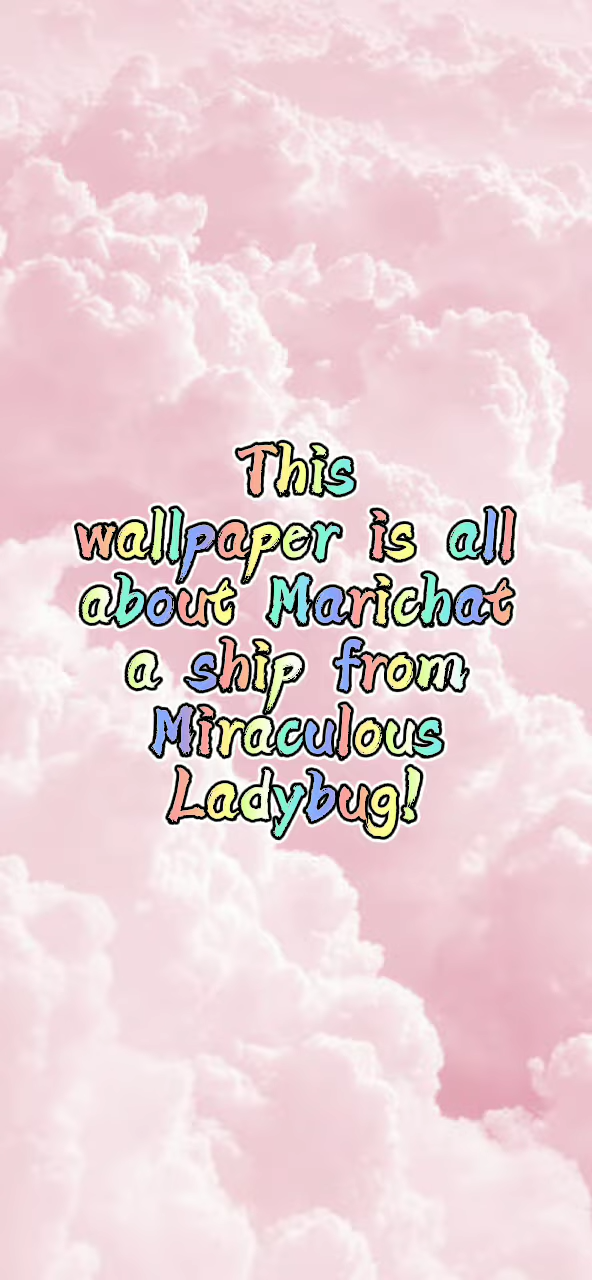 This
wallpaper is all
about Marichat
a ship from
Miraculous
Ladybug!